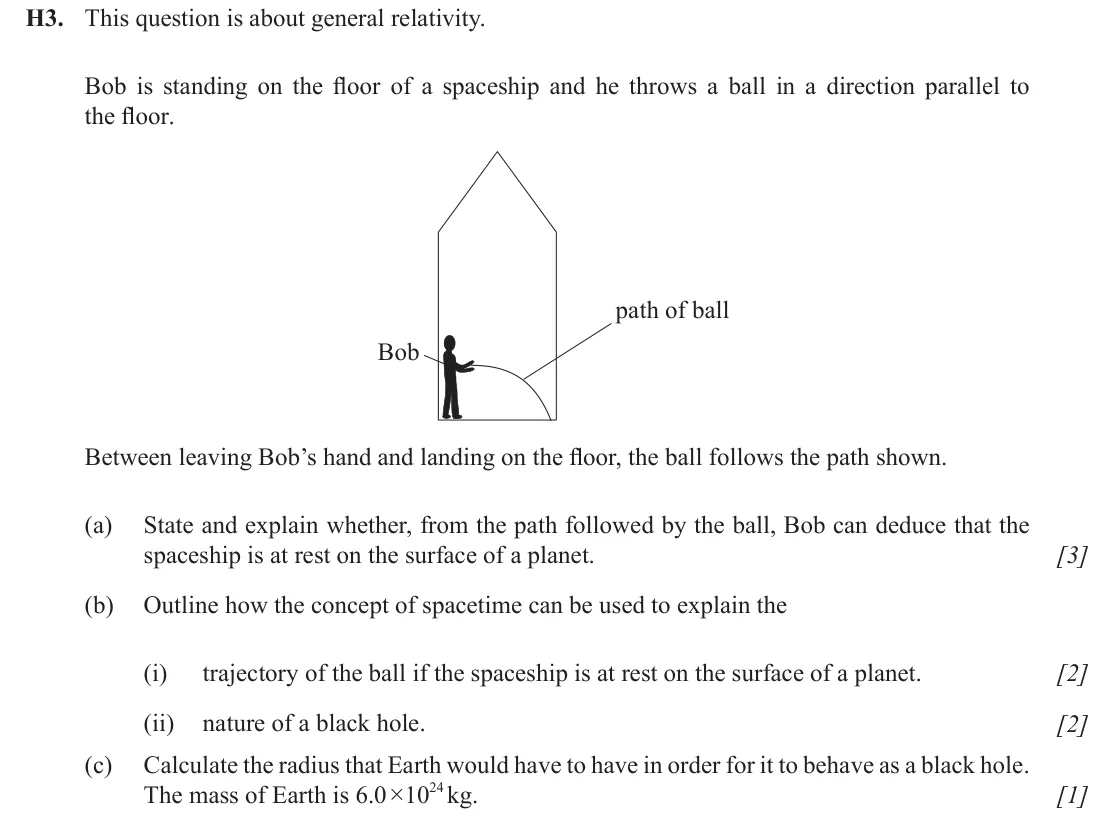 H3. This question is about general relativity.
Bob is standing on the floor of a spaceship and he throws a ball in a direction parallel to
the floor.
path of ball
Bob
Between leaving Bob’s hand and landing on the floor, the ball follows the path shown.
(a) State and explain whether, from the path followed by the ball, Bob can deduce that the
spaceship is at rest on the surface of a planet. [3]
(b) Outline how the concept of spacetime can be used to explain the
(i) trajectory of the ball if the spaceship is at rest on the surface of a planet. [2]
(ii) nature of a black hole. [2]
(c) Calculate the radius that Earth would have to have in order for it to behave as a black hole.
The mass of Earth is 6.0×10²⁴ kg. [1]